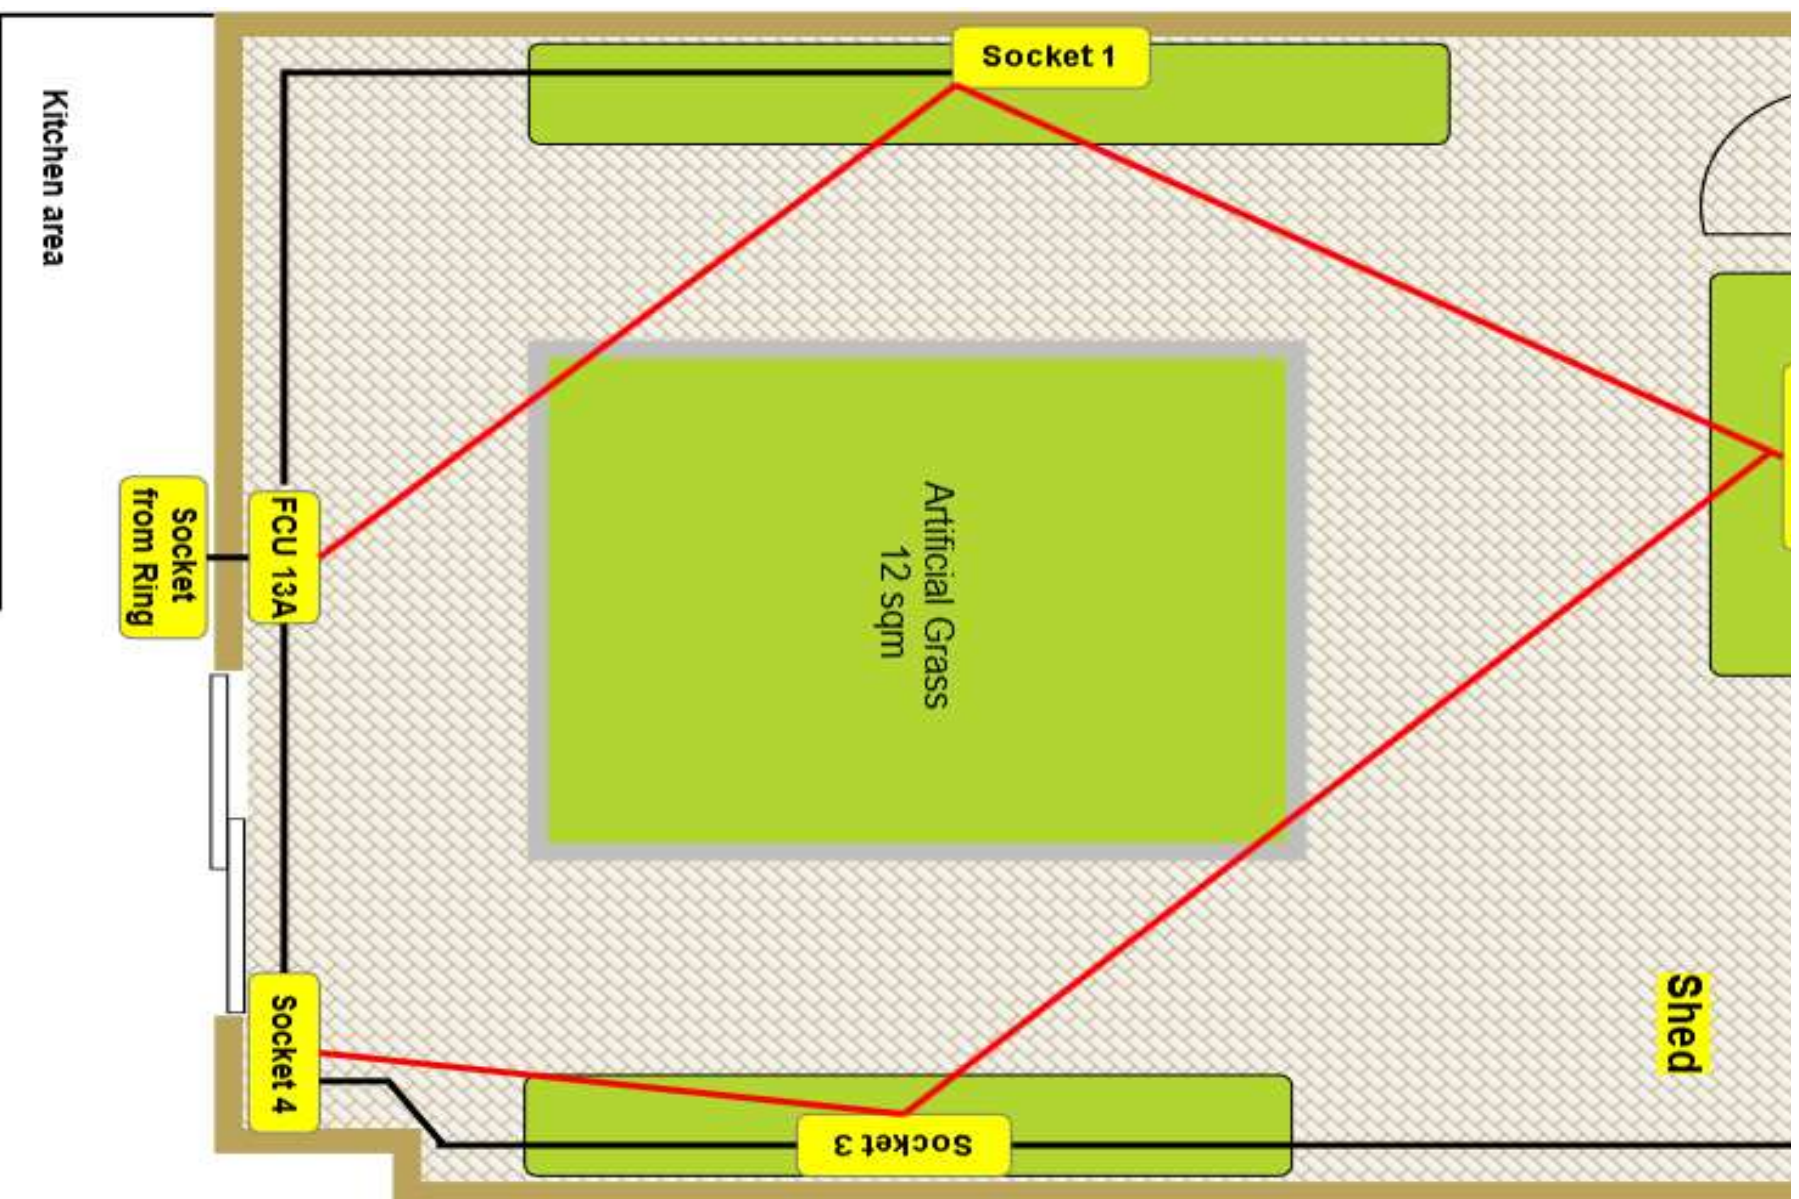 Socket 1
Kitchen area
Socket
from Ring
FCU 13A
Artificial Grass
12 sqm
Socket 4
Socket 3
Shed